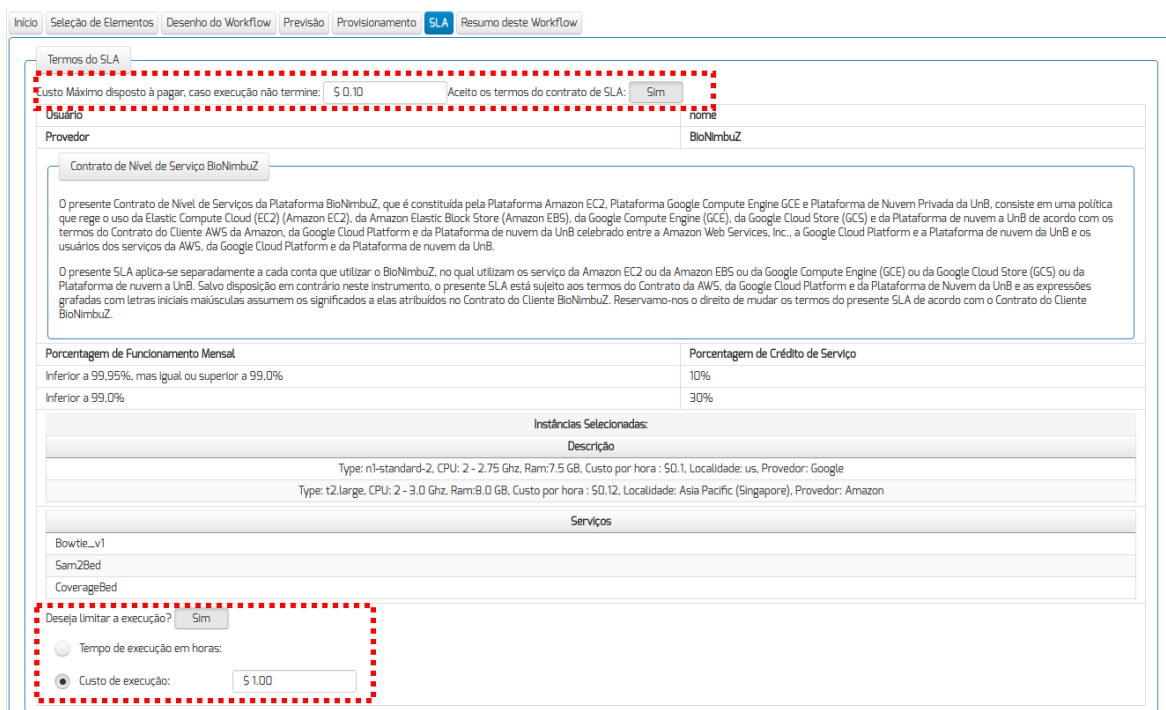 Início Seleção de Elementos Desenho do Workflow Previsão Provisionamento SLA Resumo deste Workflow
Termos do SLA
Custo Máximo disposto à pagar, caso execução não termine: $ 0.10 Aceito os termos do contrato de SLA: Sim
Usuário nome
Provedor BioNimbuZ
Contrato de Nível de Serviço BioNimbuZ
O presente Contrato de Nível de Serviços da Plataforma BioNimbuZ, que é constituída pela Plataforma Amazon EC2, Plataforma Google Compute Engine GCE e Plataforma de Nuvem Privada da UnB, consiste em uma política
que rege o uso da Elastic Compute Cloud (EC2) (Amazon EC2), da Amazon Elastic Block Store (Amazon EBS), da Google Compute Engine (GCE), da Google Cloud Store (GCS) e da Plataforma de nuvem a UnB de acordo com os
termos do Contrato do Cliente AWS da Amazon, da Google Cloud Platform e da Plataforma de nuvem da UnB celebrado entre a Amazon Web Services, Inc., a Google Cloud Platform e a Plataforma de nuvem da UnB e os
usuários dos serviços da AWS, da Google Cloud Platform e da Plataforma de nuvem da UnB.
O presente SLA aplica-se separadamente a cada conta que utilizar o BioNimbuZ, no qual utilizam os serviço da Amazon EC2 ou da Amazon EBS ou da Google Compute Engine (GCE) ou da Google Cloud Store (GCS) ou da
Plataforma de nuvem a UnB. Salvo disposição em contrário neste instrumento, o presente SLA está sujeito aos termos do Contrato da AWS, da Google Cloud Platform e da Plataforma de Nuvem da UnB e as expressões
grafadas com letras iniciais maiúsculas assumem os significados a elas atribuídos no Contrato do Cliente BioNimbuZ. Reservamo-nos o direito de mudar os termos do presente SLA de acordo com o Contrato do Cliente
BioNimbuZ.
Porcentagem de Funcionamento Mensal Porcentagem de Crédito de Serviço
Inferior a 99,95%, mas igual ou superior a 99,0% 10%
Inferior a 99,0% 30%
Instâncias Selecionadas:
Descrição
Type: n1-standard-2, CPU: 2 - 2.75 Ghz, Ram:7.5 GB, Custo por hora : $0.1, Localidade: us, Provedor: Google
Type: t2.large, CPU: 2 - 3.0 Ghz, Ram:8.0 GB, Custo por hora : $0.12, Localidade: Asia Pacific (Singapore), Provedor: Amazon
Serviços
Bowtie_v1
Sam2Bed
CoverageBed
Deseja limitar a execução? Sim
Tempo de execução em horas:
Custo de execução: $ 1.00